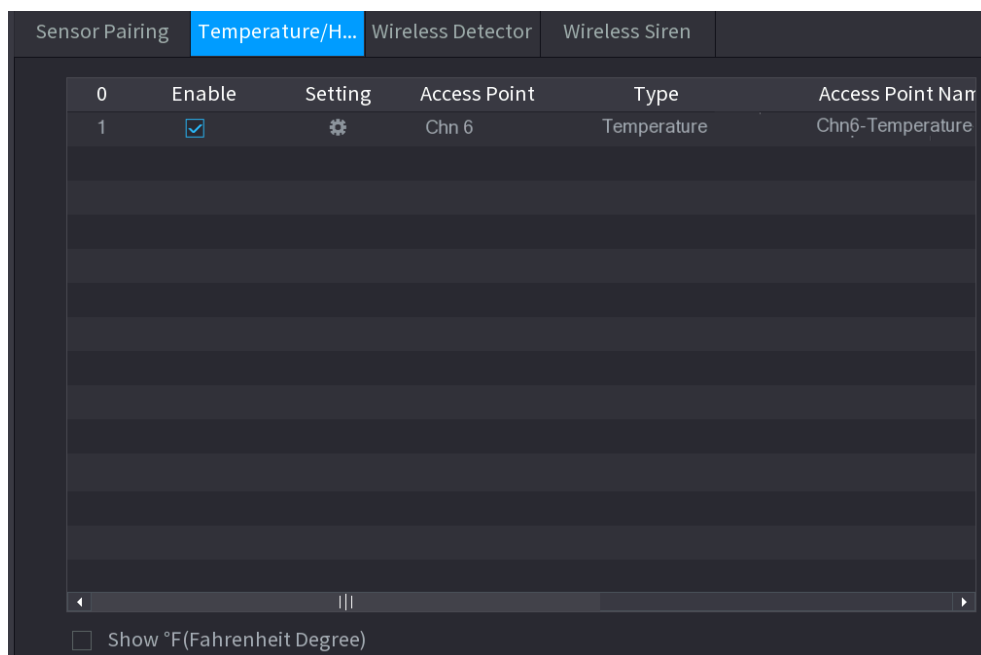 Sensor Pairing Temperature/H... Wireless Detector Wireless Siren
0 Enable Setting Access Point Type Access Point Nam
1 Chn 6 Temperature Chn6-Temperature
Show °F(Fahrenheit Degree)